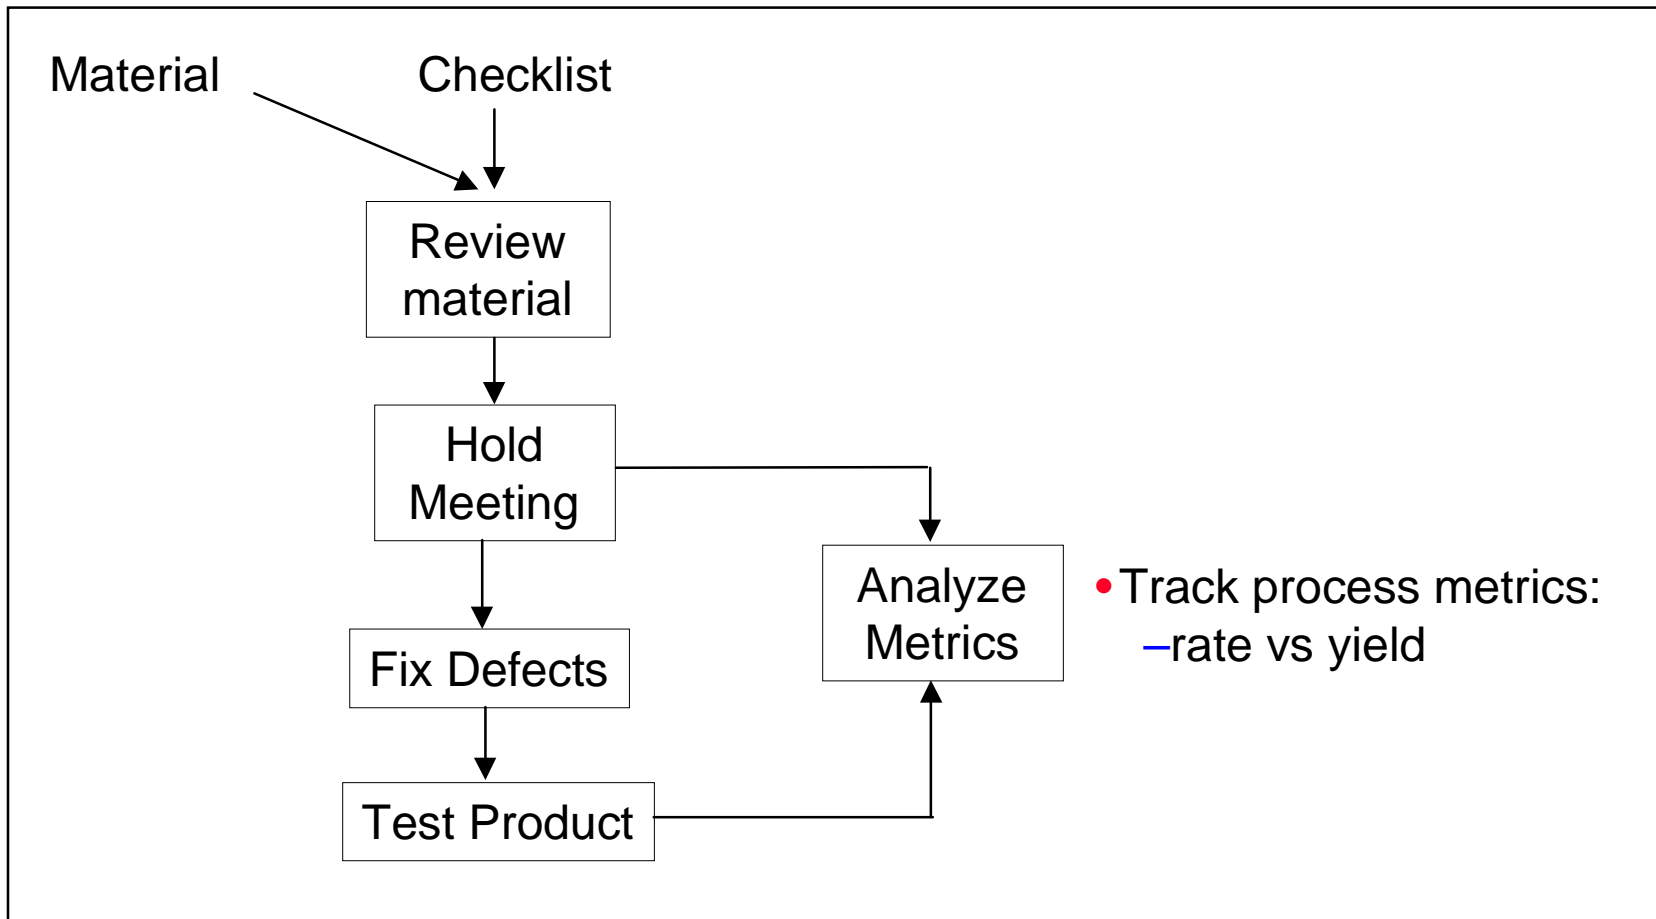 Material
Checklist
Review
material
Hold
Meeting
Analyze
Metrics
•Track process metrics:
–rate vs yield
Fix Defects
Test Product